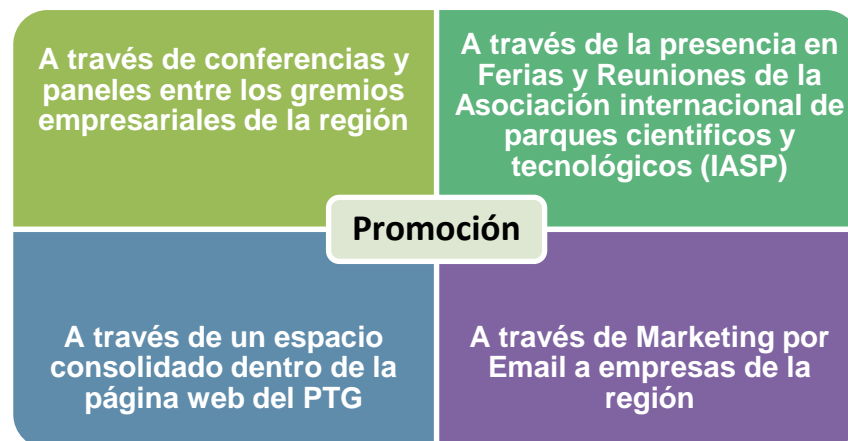 A través de conferencias y
paneles entre los gremios
empresariales de la región
A través de la presencia en
Ferias y Reuniones de la
Asociación internacional de
parques cientificos y
tecnológicos (IASP)
Promoción
A través de un espacio
consolidado dentro de la
página web del PTG
A través de Marketing por
Email a empresas de la
región